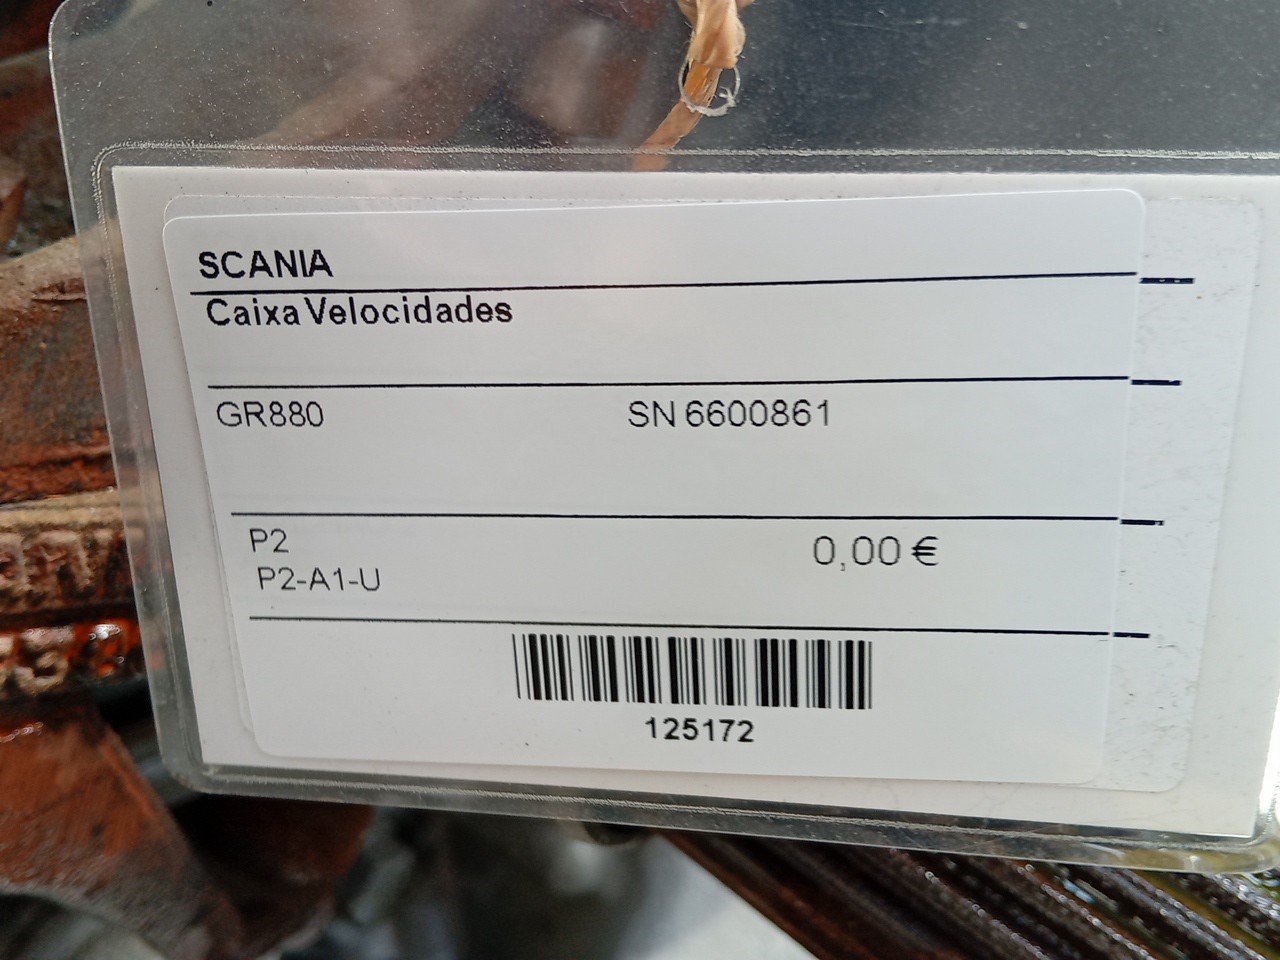 SCANIA
Caixa Velocidades
GR880 SN 6600861
P2 0,00 €
P2-A1-U
125172